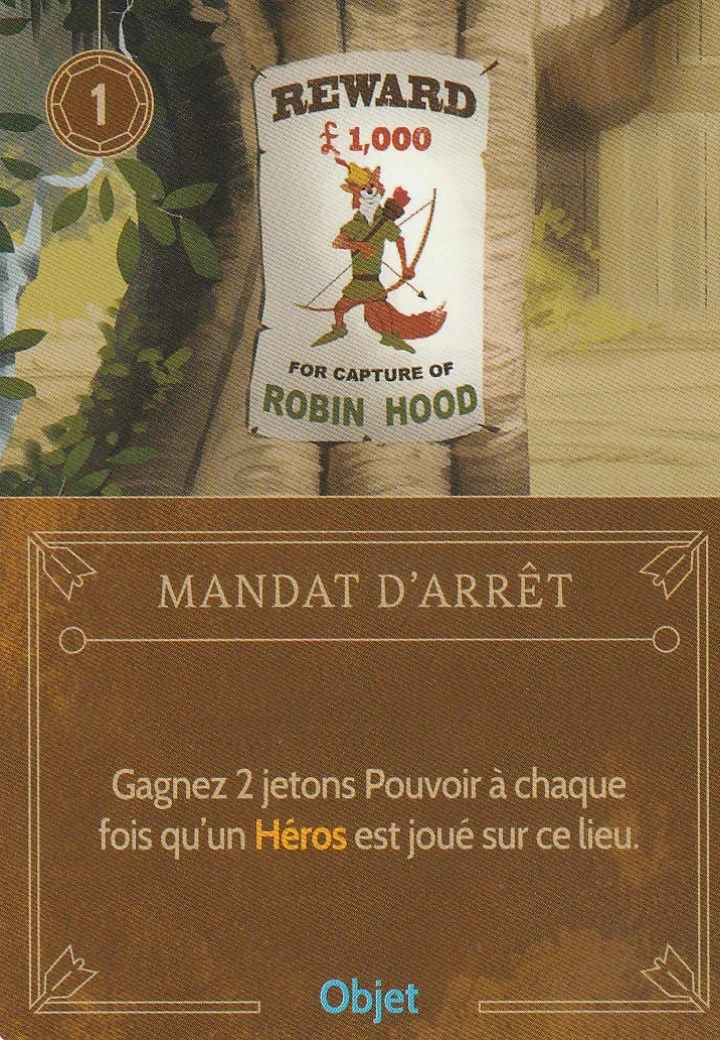 1
REWARD
£ 1,000
FOR CAPTURE OF
ROBIN HOOD
MANDAT D'ARRÊT
Gagnez 2 jetons Pouvoir à chaque
fois qu'un Héros est joué sur ce lieu.
Objet